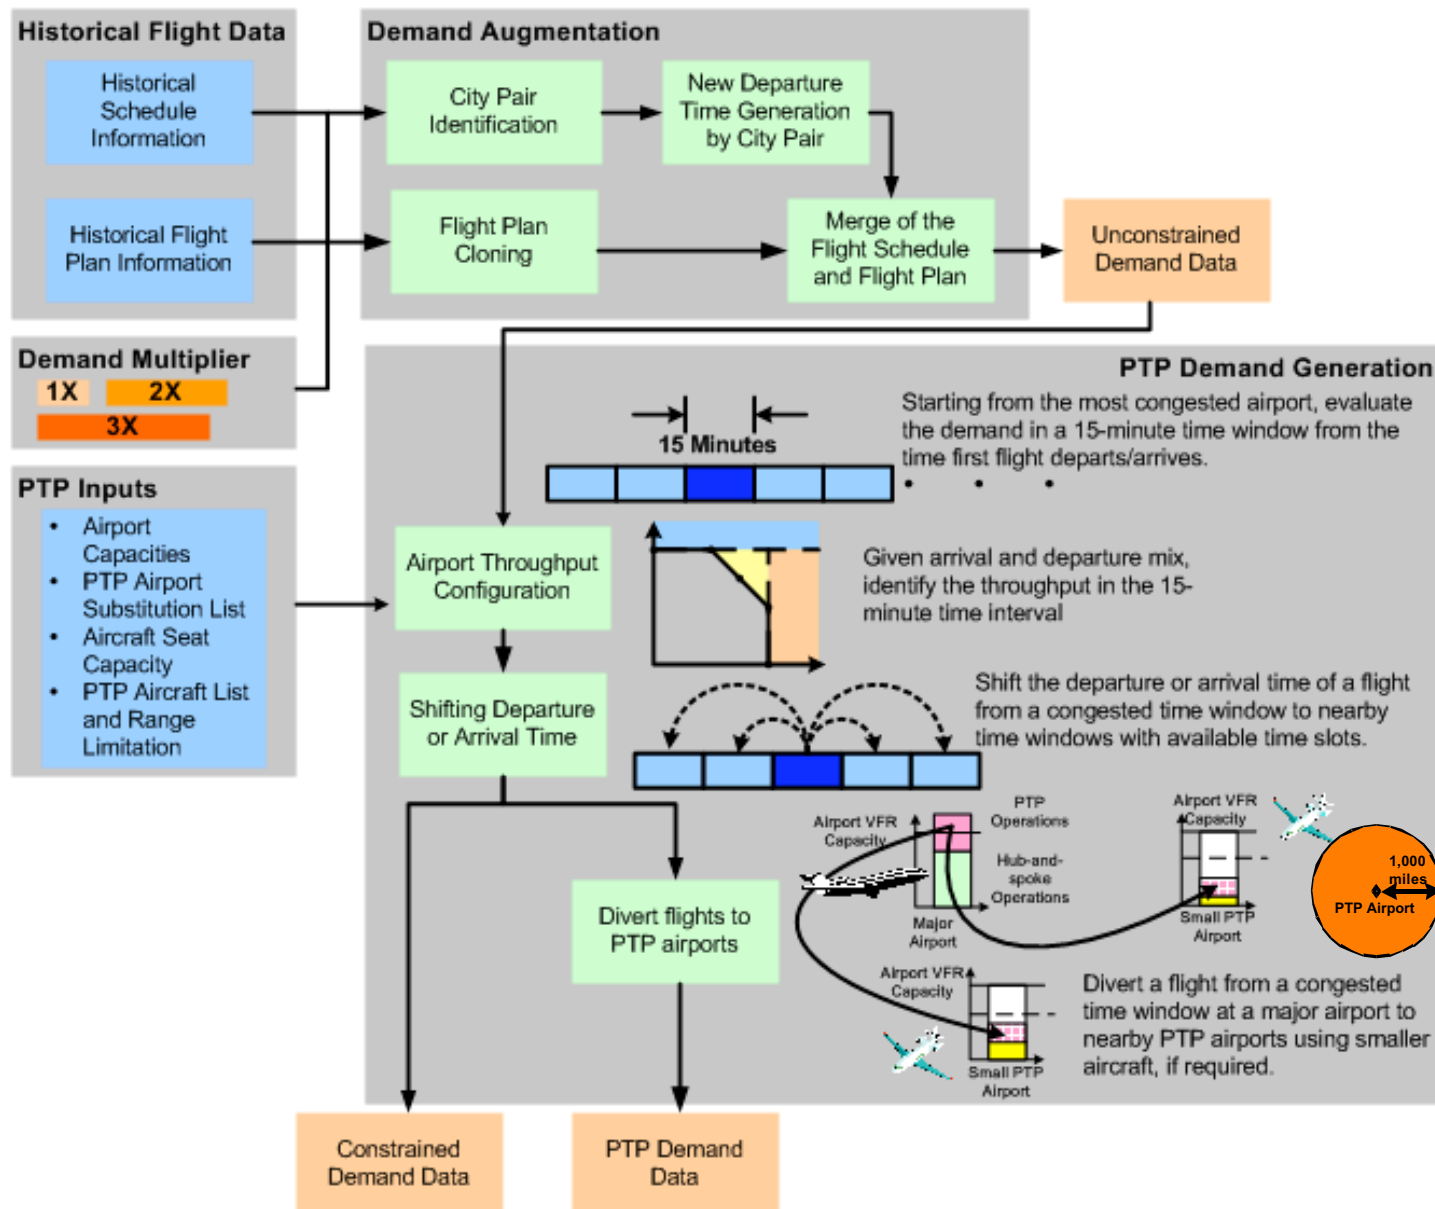 Historical Flight Data
Historical
Schedule
Information
Historical Flight
Plan Information
Demand Augmentation
City Pair
Identification
New Departure
Time Generation
by City Pair
Flight Plan
Cloning
Merge of the
Flight Schedule
and Flight Plan
Unconstrained
Demand Data
Demand Multiplier
1X
2X
3X
PTP Inputs
• Airport
Capacities
• PTP Airport
Substitution List
• Aircraft Seat
Capacity
• PTP Aircraft List
and Range
Limitation
PTP Demand Generation
15 Minutes
Starting from the most congested airport, evaluate
the demand in a 15-minute time window from the
time first flight departs/arrives.
• • •
Airport Throughput
Configuration
Given arrival and departure mix,
identify the throughput in the 15-
minute time interval
Shifting Departure
or Arrival Time
Shift the departure or arrival time of a flight
from a congested time window to nearby
time windows with available time slots.
Divert flights to
PTP airports
Airport VFR
Capacity
PTP
Operations
Hub-and-
spoke
Operations
Major
Airport
Airport VFR
Capacity
Small PTP
Airport
1,000
miles
PTP Airport
Airport VFR
Capacity
Small PTP
Airport
Divert a flight from a congested
time window at a major airport to
nearby PTP airports using smaller
aircraft, if required.
Constrained
Demand Data
PTP Demand
Data